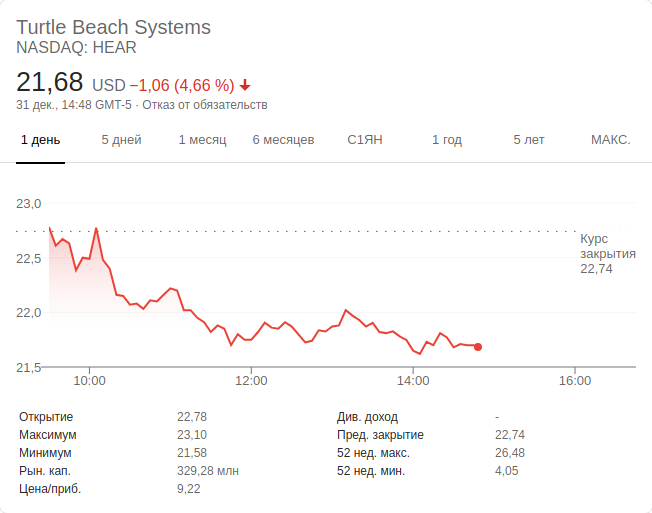 Turtle Beach Systems
NASDAQ: HEAR
21,68 USD −1,06 (4,66 %)
31 дек., 14:48 GMT-5 · Отказ от обязательств
1 день 5 дней 1 месяц 6 месяцев С1ЯН 1 год 5 лет МАКС.
23,0
22,5
22,0
21,5
Курс
закрытия
22,74
10:00 12:00 14:00 16:00
Открытие 22,78 Див. доход -
Максимум 23,10 Пред. закрытие 22,74
Минимум 21,58 52 нед. макс. 26,48
Рын. кап. 329,28 млн 52 нед. мин. 4,05
Цена/приб. 9,22